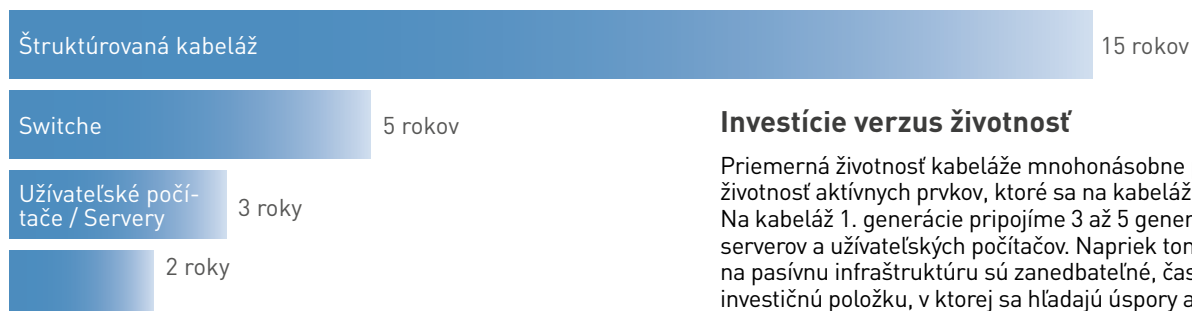 Štruktúrovaná kabeláž
15 rokov
Switche
5 rokov
Užívateľské počí-
tače / Servery
3 roky
2 roky
Investície verzus životnosť
Priemerná životnosť kabeláže mnohonásobne
životnosť aktívnych prvkov, ktoré sa na kabeláž
Na kabeláž 1. generácie pripojíme 3 až 5 gener
serverov a užívateľských počítačov. Napriek ton
na pasívnu infraštruktúru sú zanedbateľné, čas
investičnú položku, v ktorej sa hľadajú úspory a